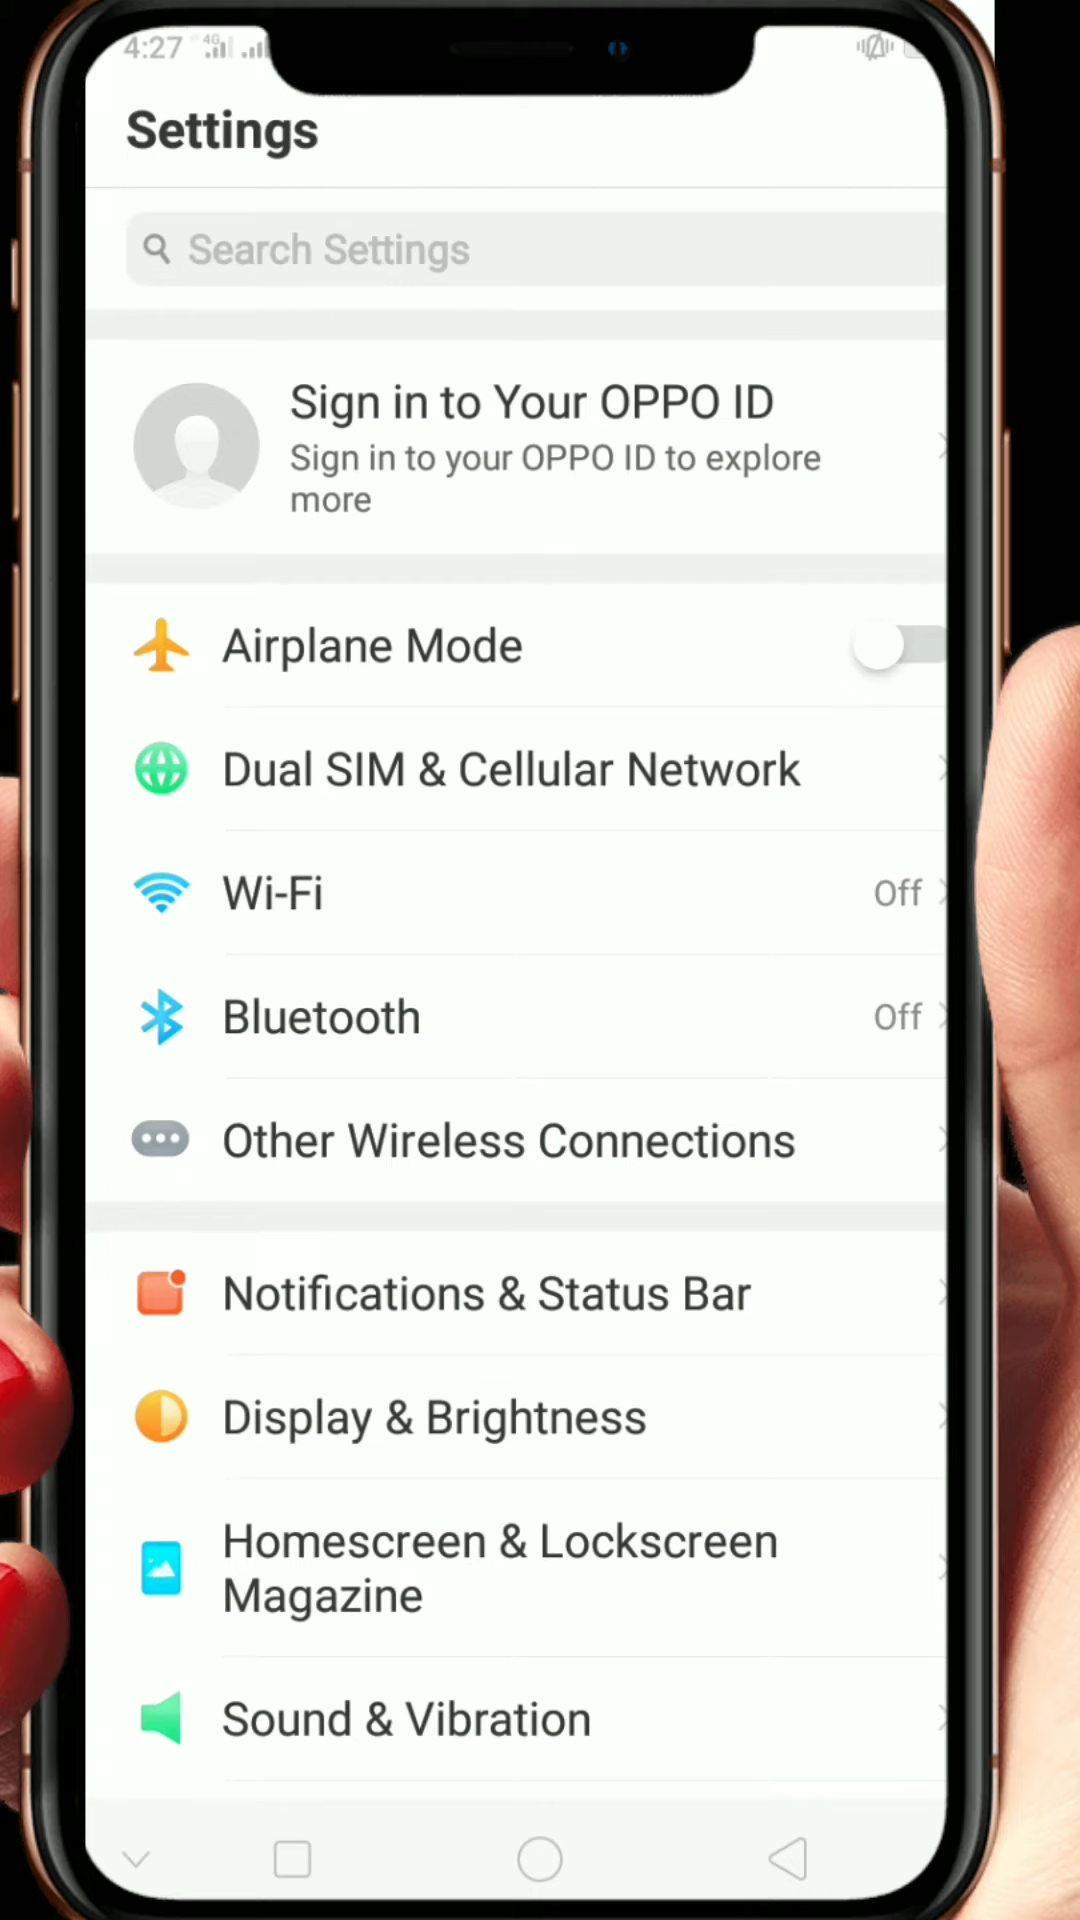 4:27 4G
Settings
Search Settings
Sign in to Your OPPO ID
Sign in to your OPPO ID to explore
more
Airplane Mode
Dual SIM & Cellular Network
Wi-Fi Off
Bluetooth Off
Other Wireless Connections
Notifications & Status Bar
Display & Brightness
Homescreen & Lockscreen
Magazine
Sound & Vibration